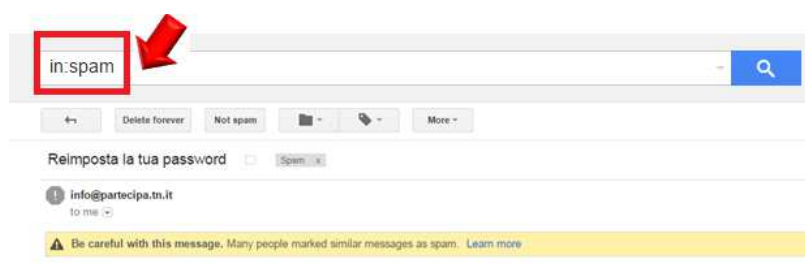 in:spam
Delete forever Not spam More
Reimposta la tua password Spam x
info@partecipa.tn.it
to me
Be careful with this message. Many people marked similar messages as spam. Learn more